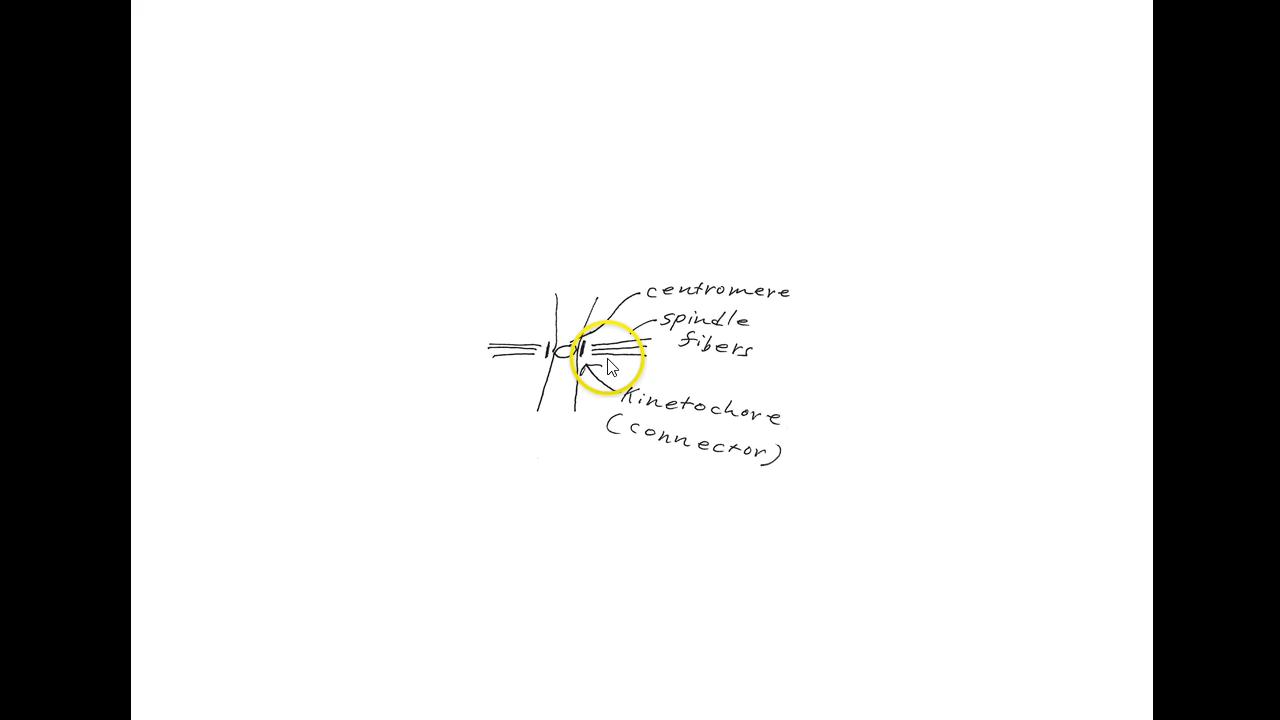 centromere
spindle
fibers
Kinetochore
(connector)